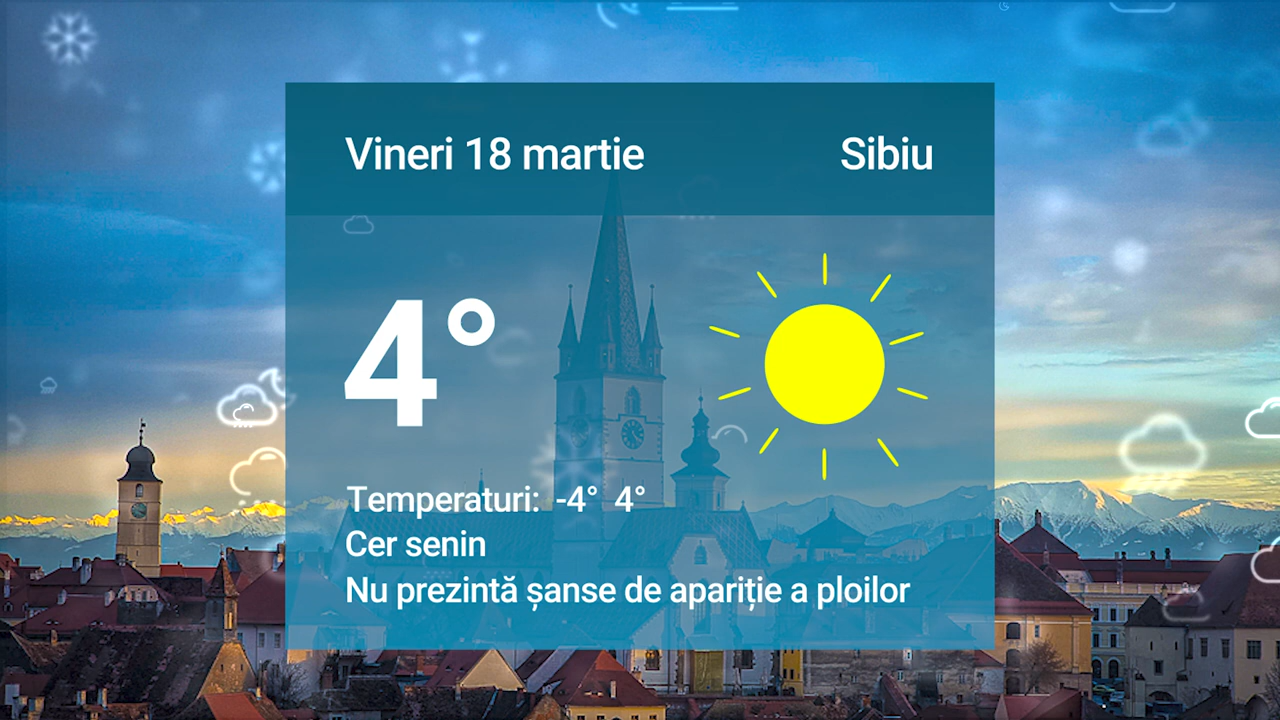 Vineri 18 martie Sibiu
4°
Temperaturi: -4° 4°
Cer senin
Nu prezintă șanse de apariție a ploilor